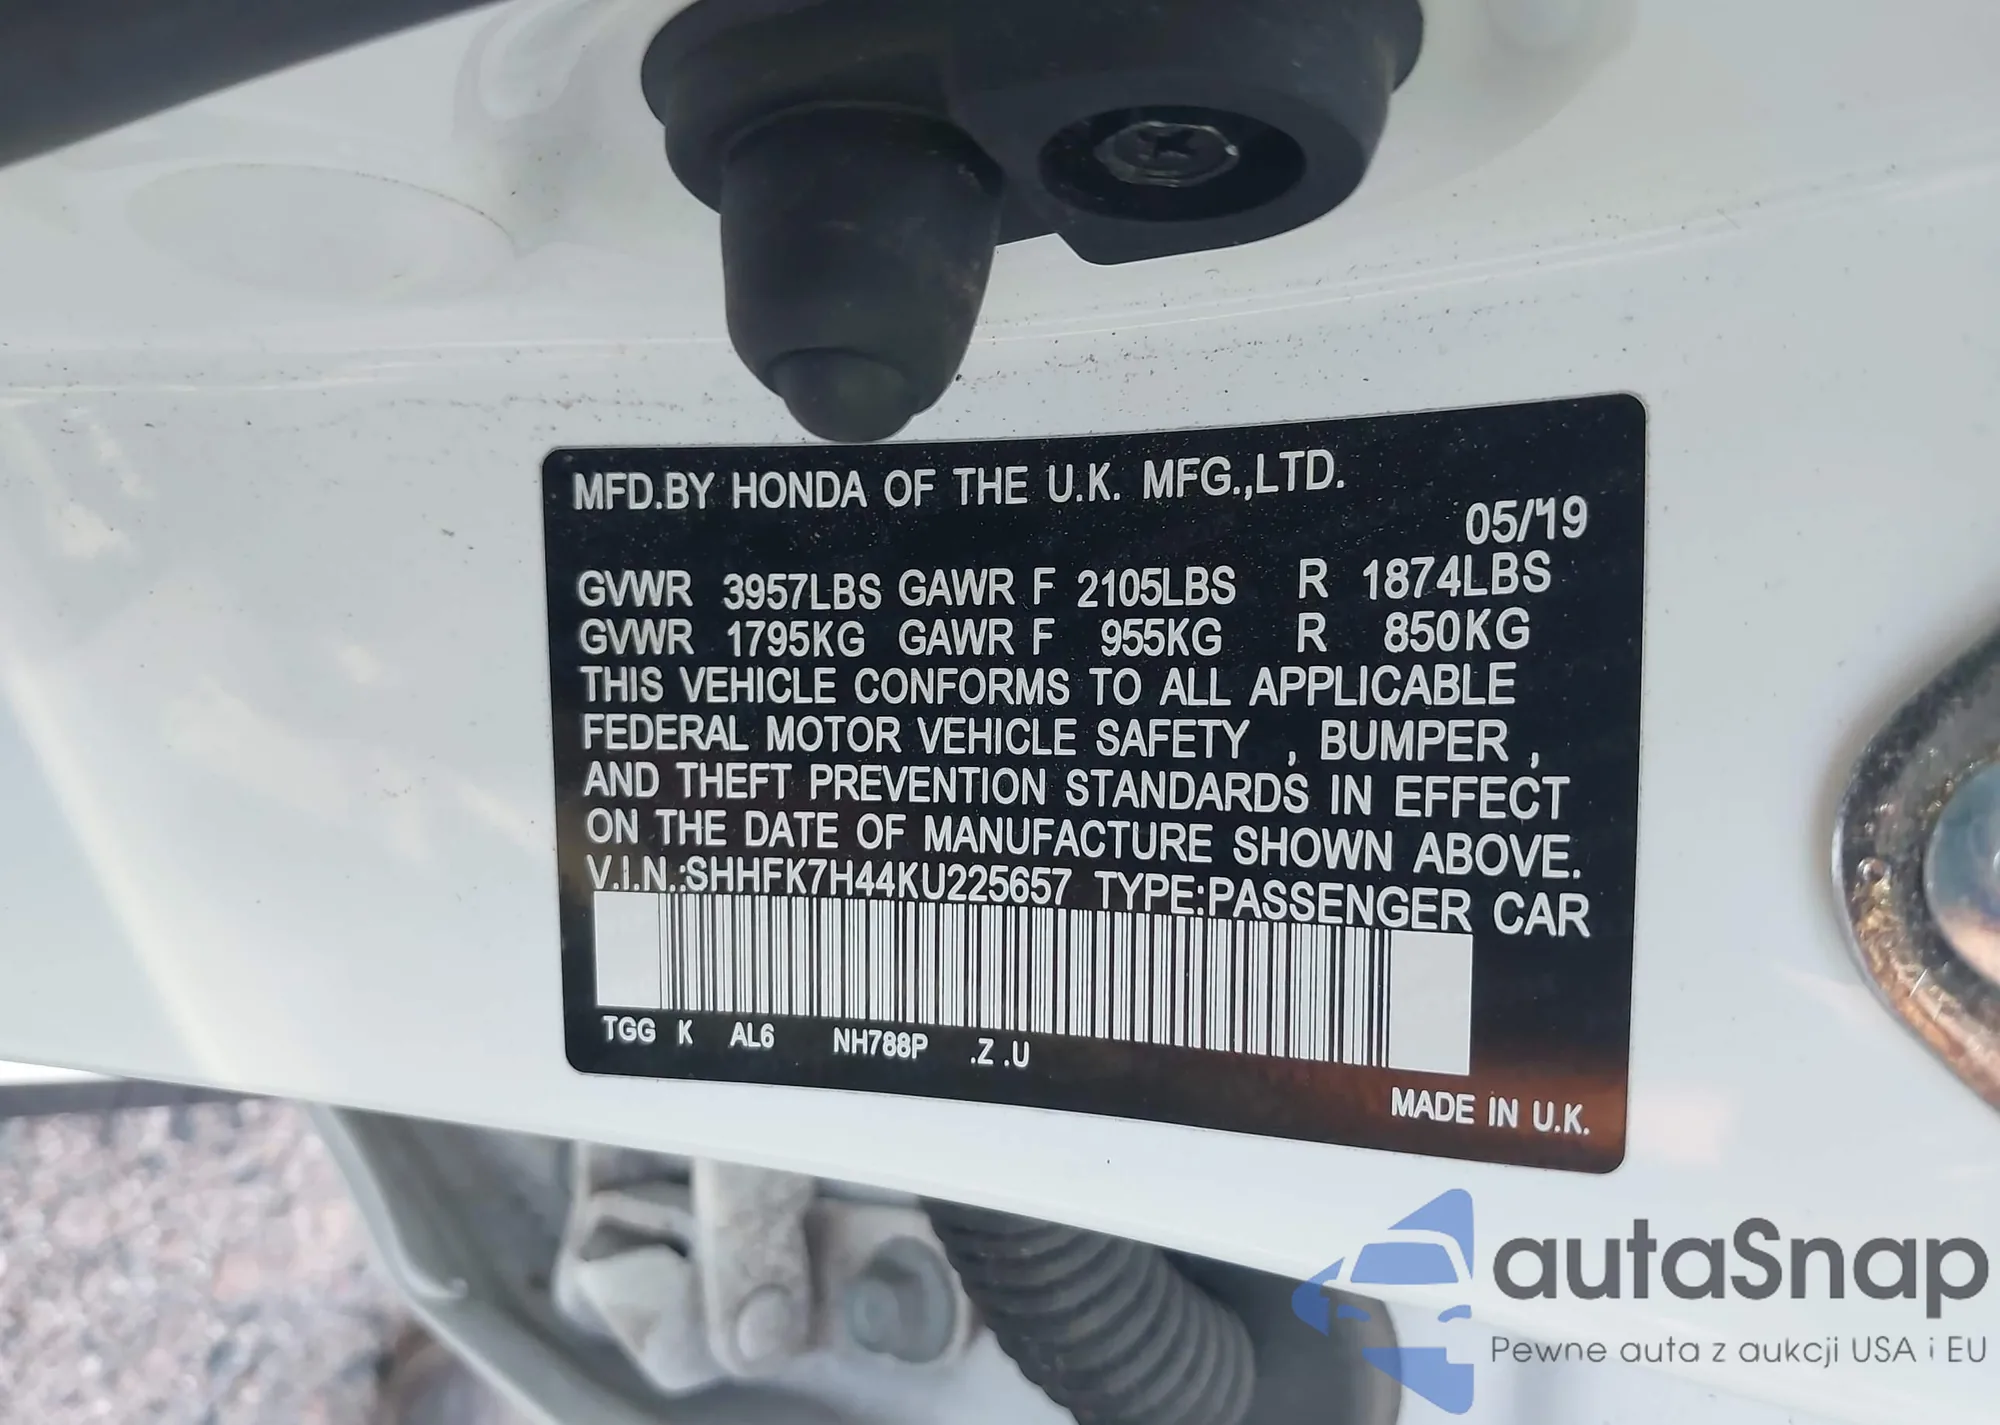 MFD.BY HONDA OF THE U.K. MFG.,LTD.
05/'19
GVWR 3957LBS GAWR F 2105LBS R 1874LBS
GVWR 1795KG GAWR F 955KG R 850KG
THIS VEHICLE CONFORMS TO ALL APPLICABLE
FEDERAL MOTOR VEHICLE SAFETY , BUMPER ,
AND THEFT PREVENTION STANDARDS IN EFFECT
ON THE DATE OF MANUFACTURE SHOWN ABOVE.
V.I.N.:SHHFK7H44KU225657 TYPE:PASSENGER CAR
TGG K AL6 NH788P .Z .U
MADE IN U.K.
autaSnap
Pewne auta z aukcji USA i EU